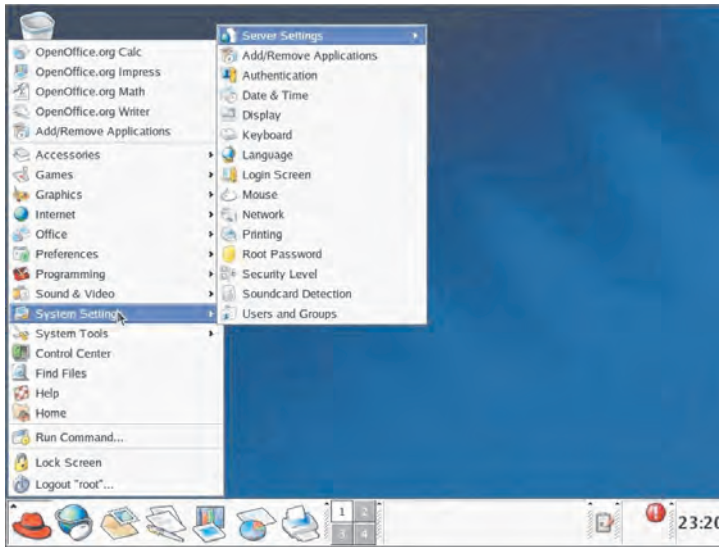 OpenOffice.org Calc
OpenOffice.org Impress
OpenOffice.org Math
OpenOffice.org Writer
Add/Remove Applications
Accessories
Games
Graphics
Internet
Office
Preferences
Programming
Sound & Video
System Settings
System Tools
Control Center
Find Files
Help
Home
Run Command...
Lock Screen
Logout "root"...
Server Settings
Add/Remove Applications
Authentication
Date & Time
Display
Keyboard
Language
Login Screen
Mouse
Network
Printing
Root Password
Security Level
Soundcard Detection
Users and Groups
1 2
3 4
23:20